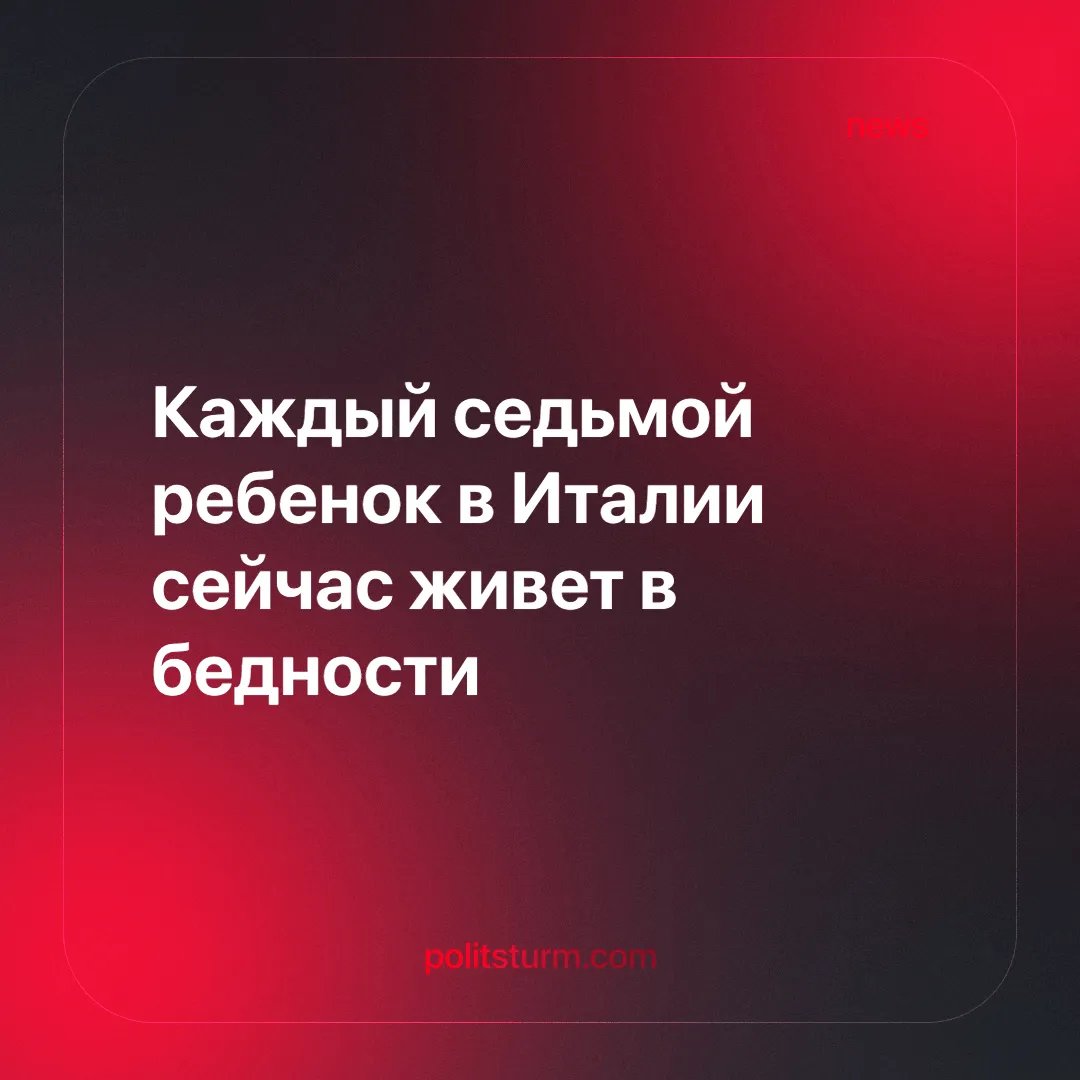 news
Каждый седьмой
ребенок в Италии
сейчас живет в
бедности
politsturm.com